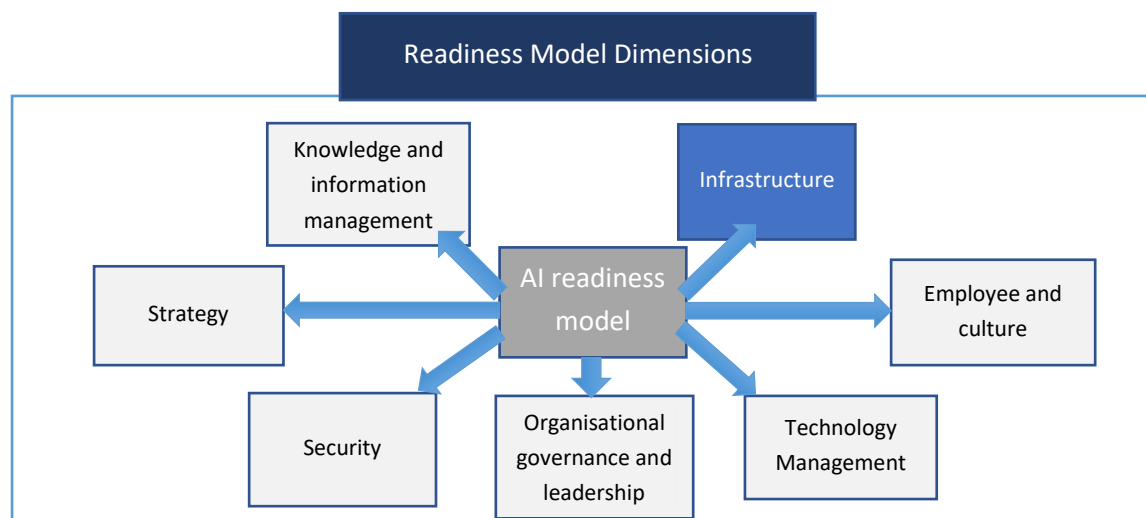 Readiness Model Dimensions
Knowledge and
information
management
Infrastructure
AI readiness
model
Strategy
Employee and
culture
Security
Organisational
governance and
leadership
Technology
Management